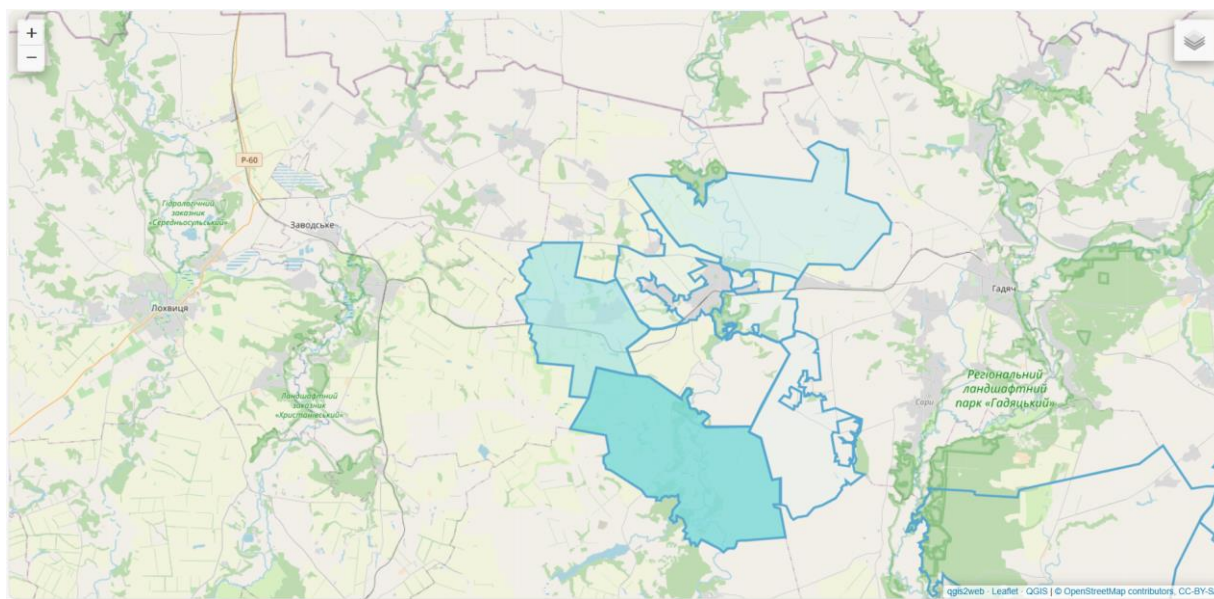 +
−
Р-60
Гідрологічний
заказник
«Середньосульський»
Заводське
Лохвиця
Гадяч
Регіональний
ландшафтний
парк «Гадяцький»
Сари
Ландшафтний
заказник
«Христанівський»
qgis2web · Leaflet · QGIS | © OpenStreetMap contributors, CC-BY-S